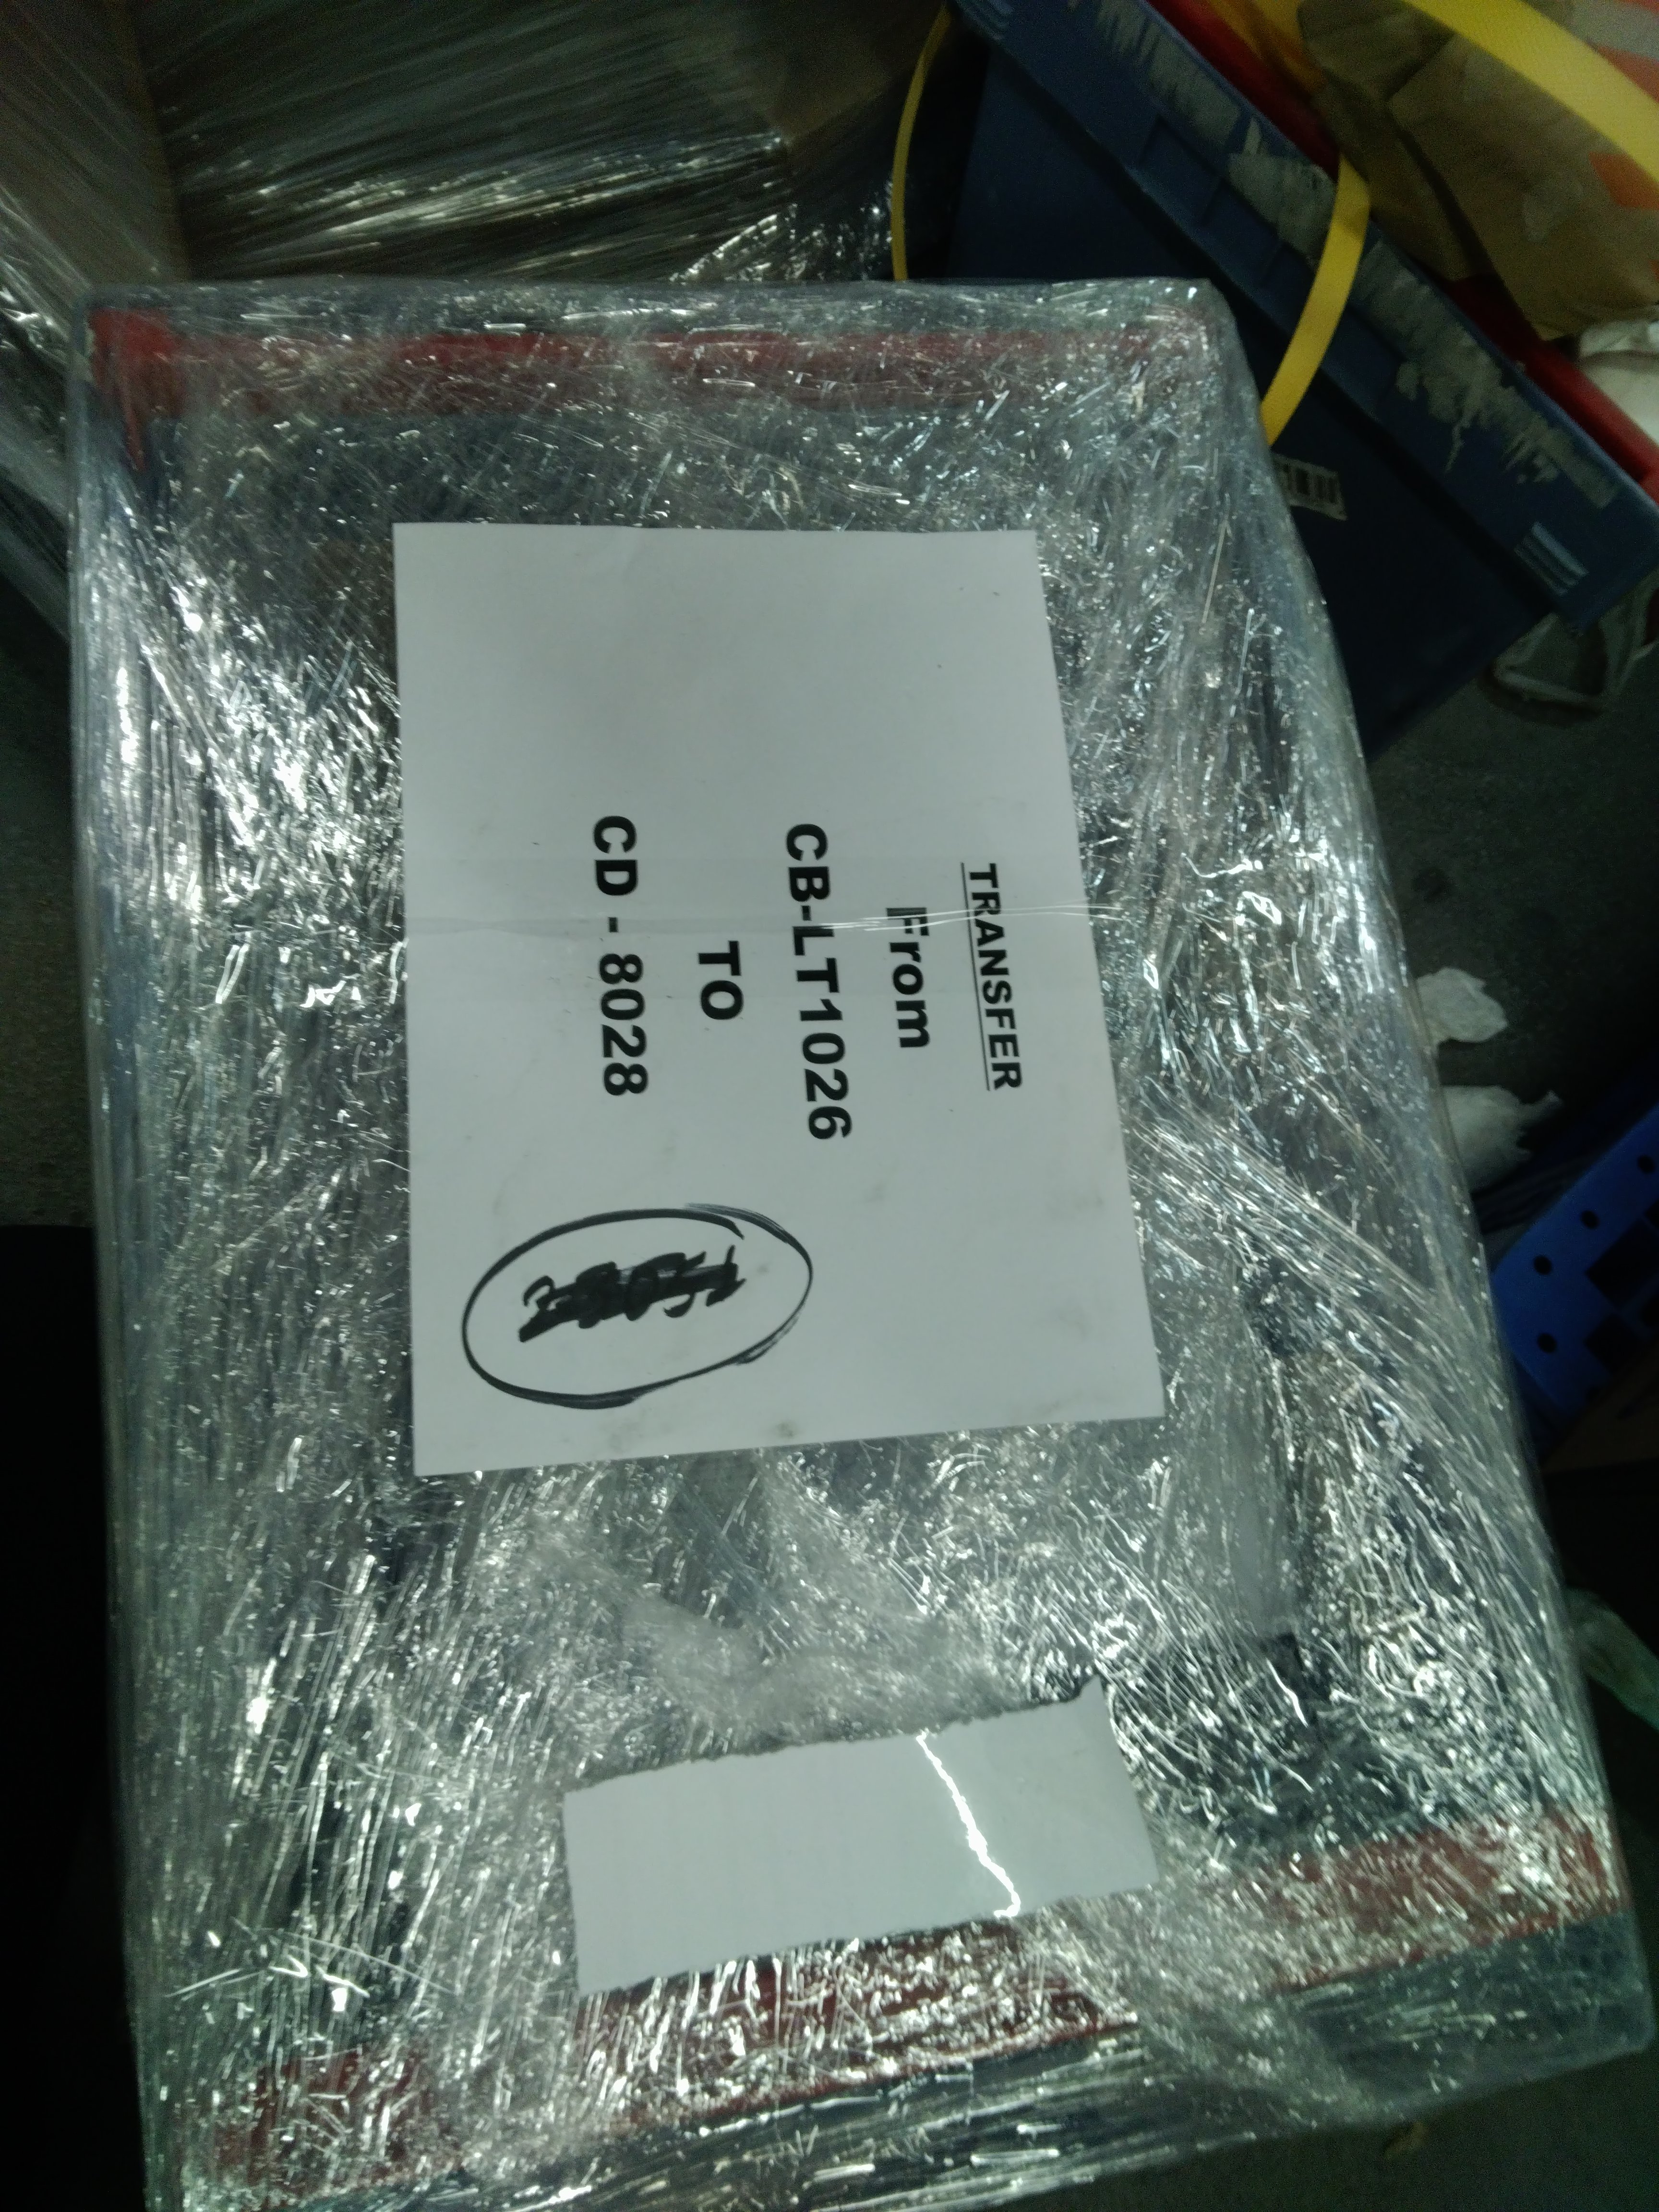 TRANSFER
From
CB-LT1026
TO
CD - 8028